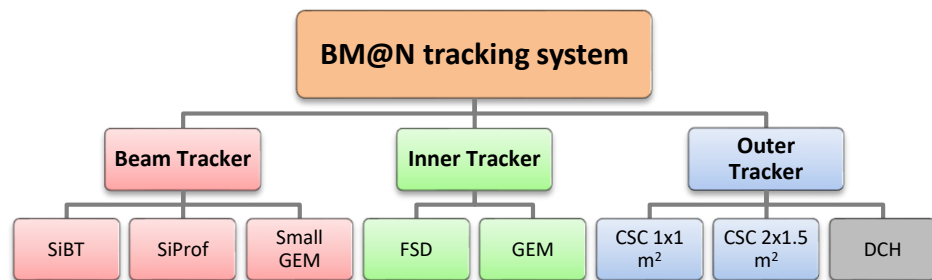 BM@N tracking system
Beam Tracker
Inner Tracker
Outer
Tracker
SiBT
SiProf
Small
GEM
FSD
GEM
CSC 1x1
m²
CSC 2x1.5
m²
DCH